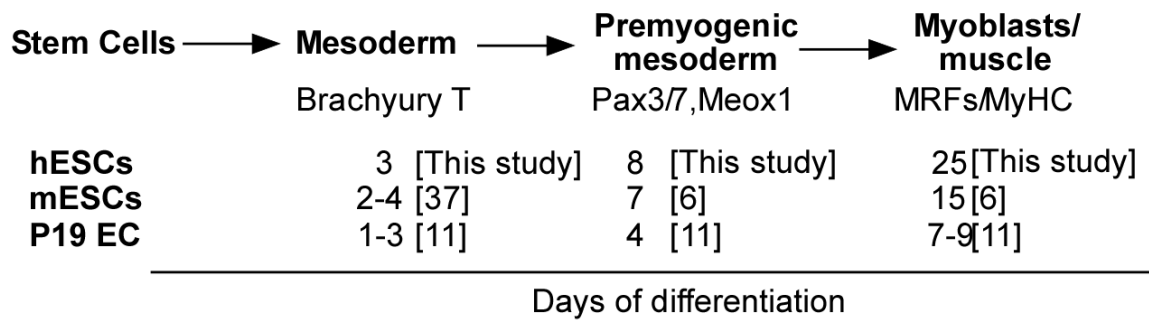 Stem Cells Mesoderm Premyogenic mesoderm Myoblasts/ muscle
Brachyury T Pax3/7,Meox1 MRFs/MyHC
hESCs 3 [This study] 8 [This study] 25[This study]
mESCs 2-4 [37] 7 [6] 15[6]
P19 EC 1-3 [11] 4 [11] 7-9[11]
Days of differentiation